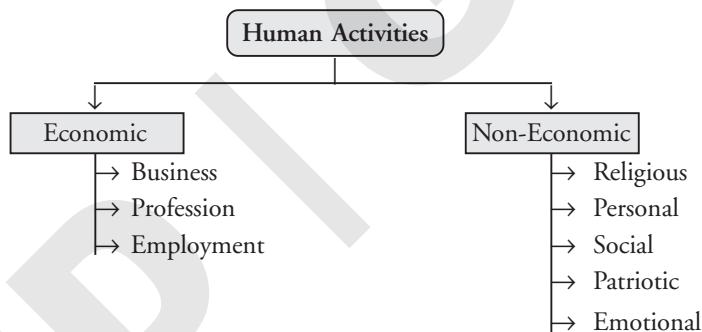 Human Activities
Economic
Business
Profession
Employment
Non-Economic
Religious
Personal
Social
Patriotic
Emotional